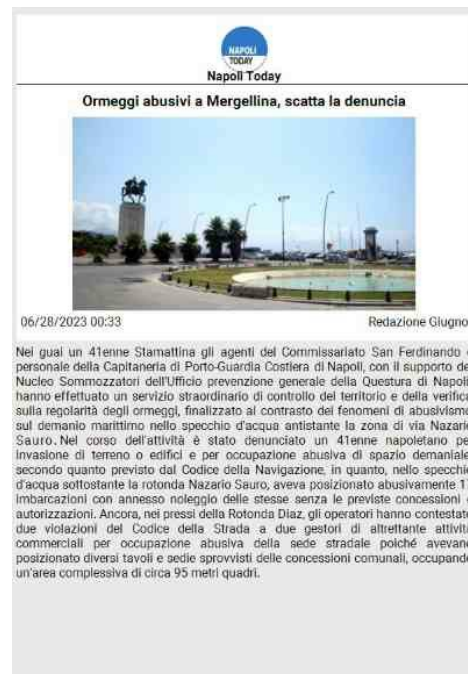 NAPOLI
TODAY
Napoli Today
Ormeggi abusivi a Mergellina, scatta la denuncia
06/28/2023 00:33
Redazione Giugno
Nei guai un 41enne Stamattina gli agenti del Commissariato San Ferdinando
personale della Capitaneria di Porto-Guardia Costiera di Napoli, con il supporto de
Nucleo Sommozzatori dell'Ufficio prevenzione generale della Questura di Napoli
hanno effettuato un servizio straordinario di controllo del territorio e della verifica
sulla regolarità degli ormeggi, finalizzato al contrasto dei fenomeni di abusivismo
sul demanio marittimo nello specchio d'acqua antistante la zona di via Nazario
Sauro. Nel corso dell'attività è stato denunciato un 41enne napoletano pe
invasione di terreno o edifici e per occupazione abusiva di spazio demaniale
secondo quanto previsto dal Codice della Navigazione, in quanto, nello specchio
d'acqua sottostante la rotonda Nazario Sauro, aveva posizionato abusivamente
imbarcazioni con annesso noleggio delle stesse senza le previste concessioni
autorizzazioni. Ancora, nei pressi della Rotonda Diaz, gli operatori hanno contestato
due violazioni del Codice della Strada a due gestori di altrettante attività
commerciali per occupazione abusiva della sede stradale poiché avevano
posizionato diversi tavoli e sedie sprovvisti delle concessioni comunali, occupando
un'area complessiva di circa 95 metri quadri.